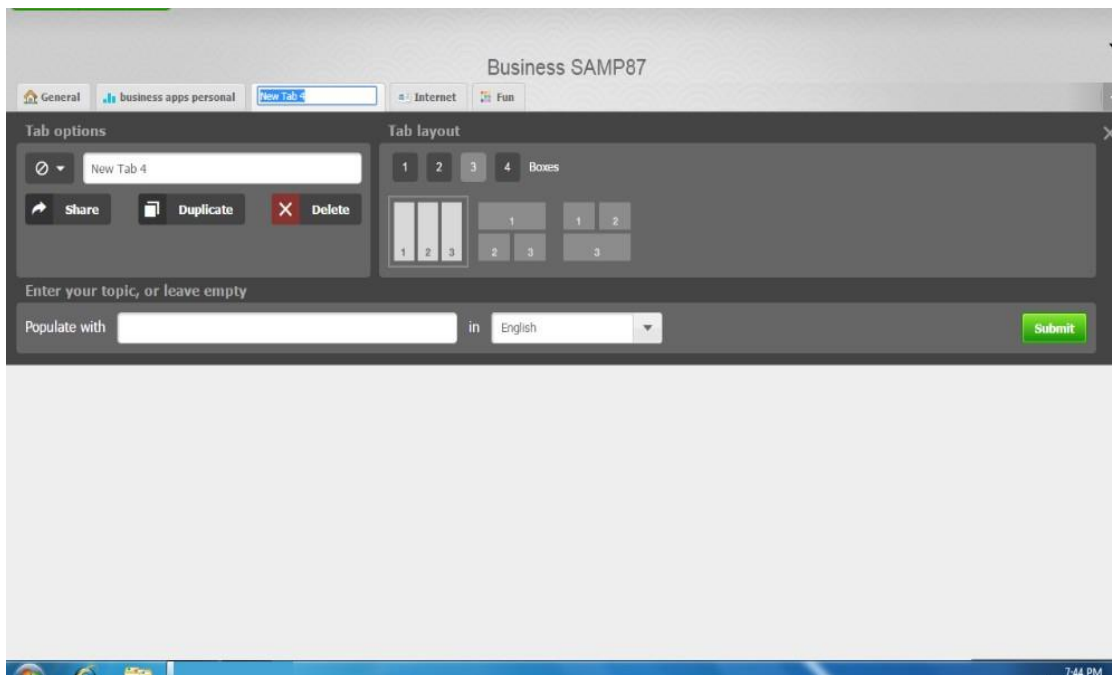 Business SAMP87
General business apps personal New Tab 4 Internet Fun
Tab options Tab layout
New Tab 4 1 2 3 4 Boxes
Share Duplicate Delete
1 2 3 1 2 3 1 2 3
Enter your topic, or leave empty
Populate with in English Submit
7:44 PM